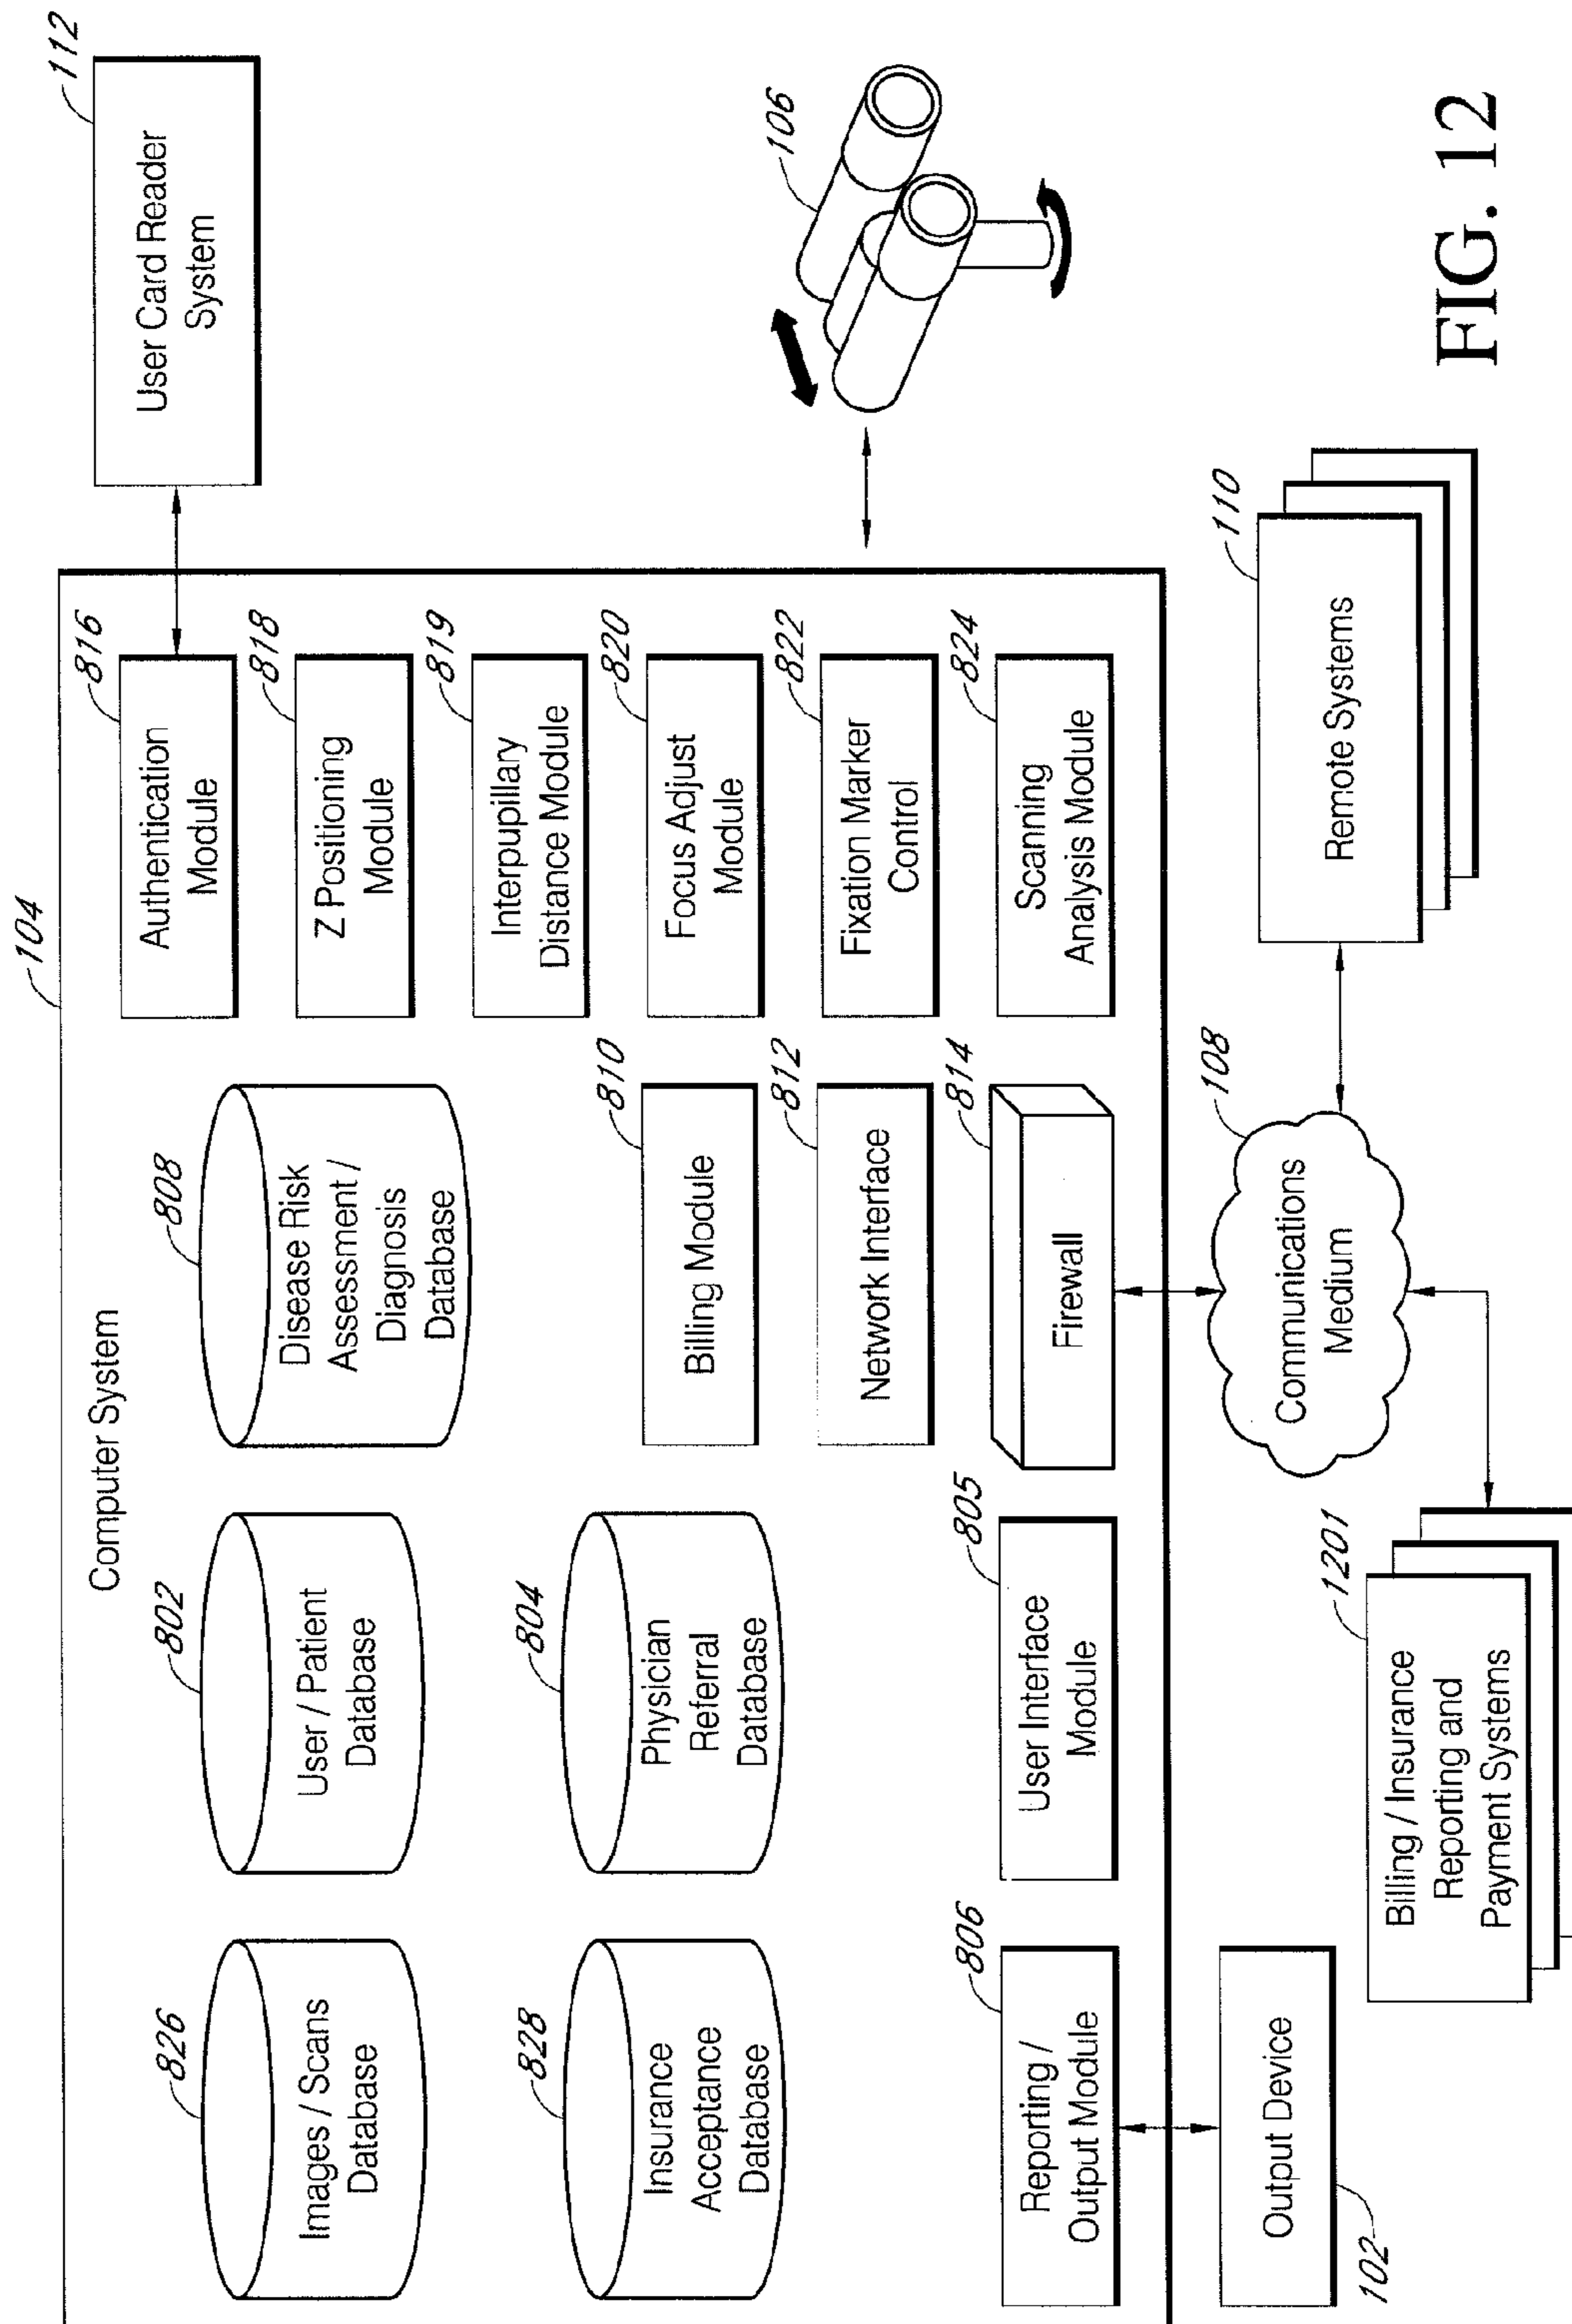 104
Computer System
826
Images / Scans
Database
802
User / Patient
Database
808
Disease Risk
Assessment /
Diagnosis
Database
816
Authentication
Module
112
User Card Reader
System
818
Z Positioning
Module
828
Insurance
Acceptance
Database
804
Physician
Referral
Database
819
Interpupillary
Distance Module
810
Billing Module
820
Focus Adjust
Module
106
812
Network Interface
822
Fixation Marker
Control
806
Reporting /
Output Module
805
User Interface
Module
814
Firewall
824
Scanning
Analysis Module
102
Output Device
108
Communications
Medium
110
Remote Systems
1201
Billing / Insurance
Reporting and
Payment Systems
FIG. 12